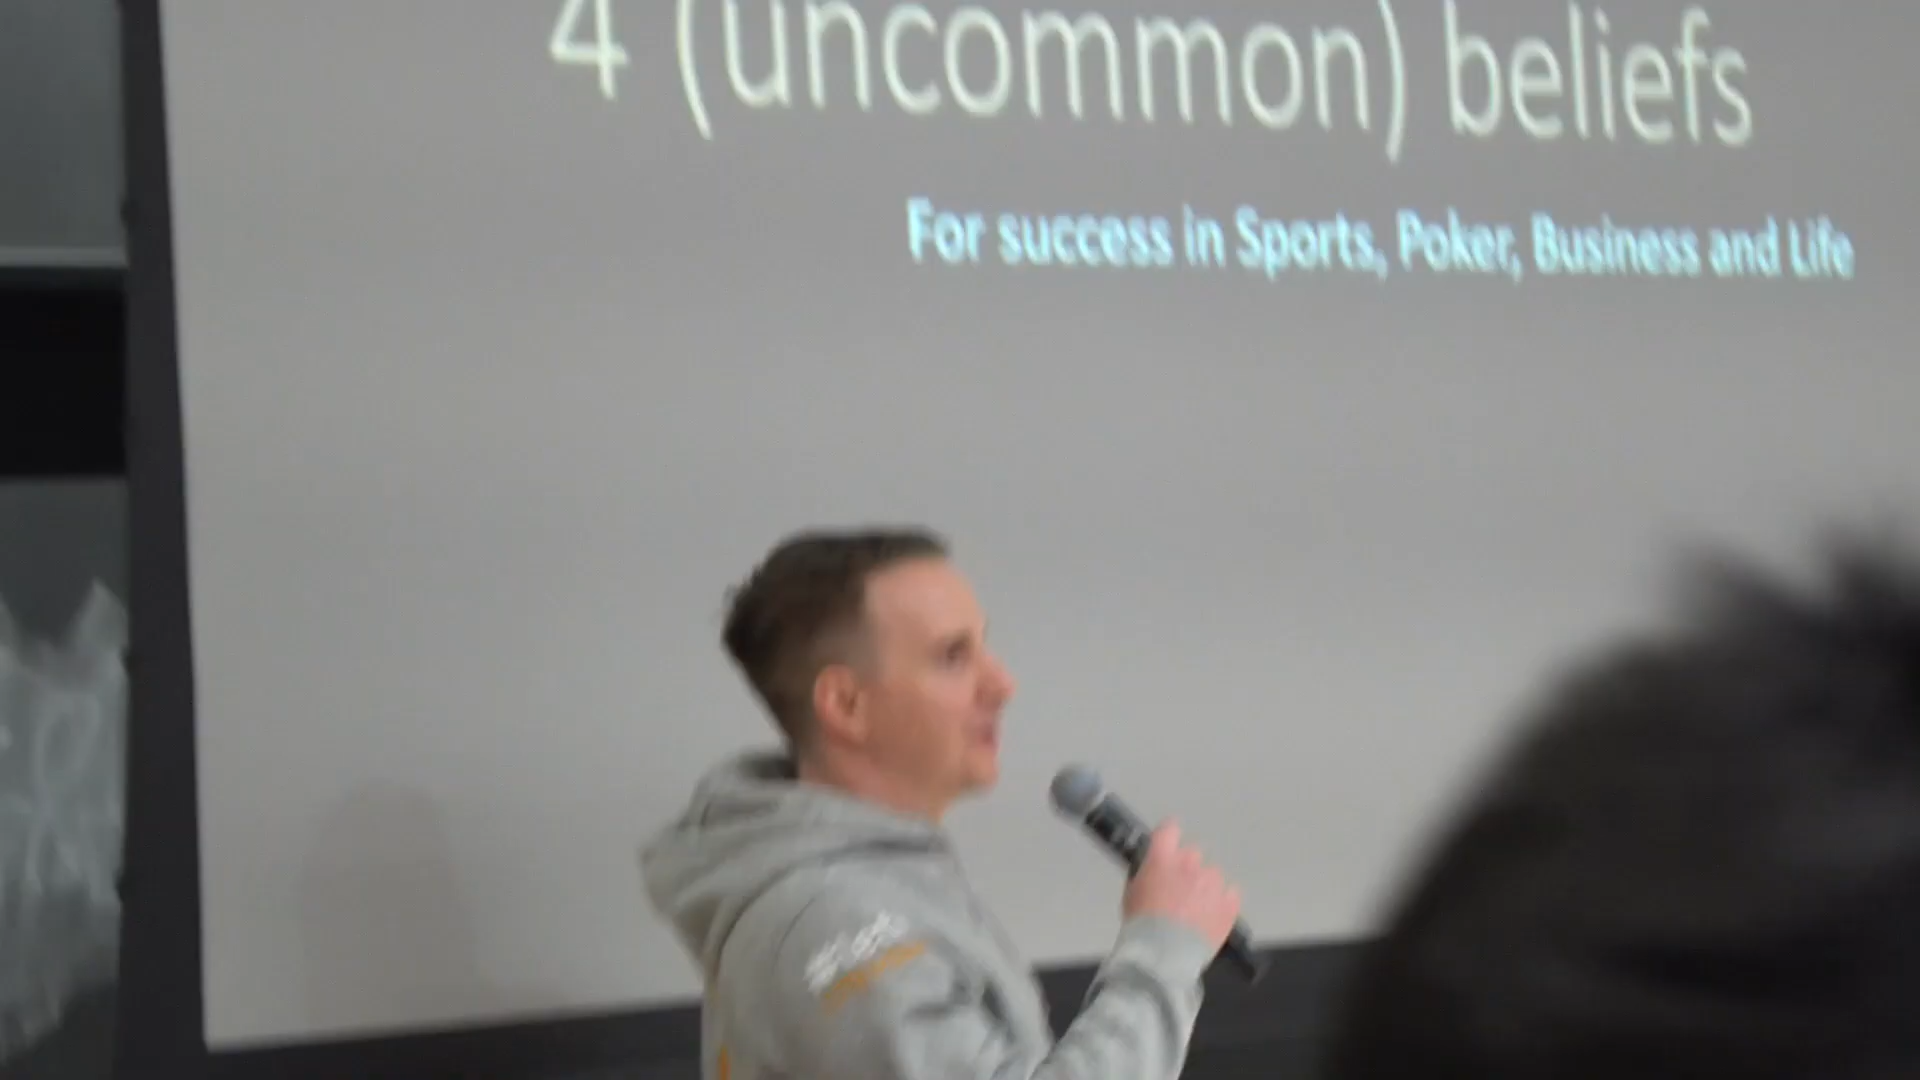 4 (uncommon) beliefs
For success in Sports, Poker, Business and Life